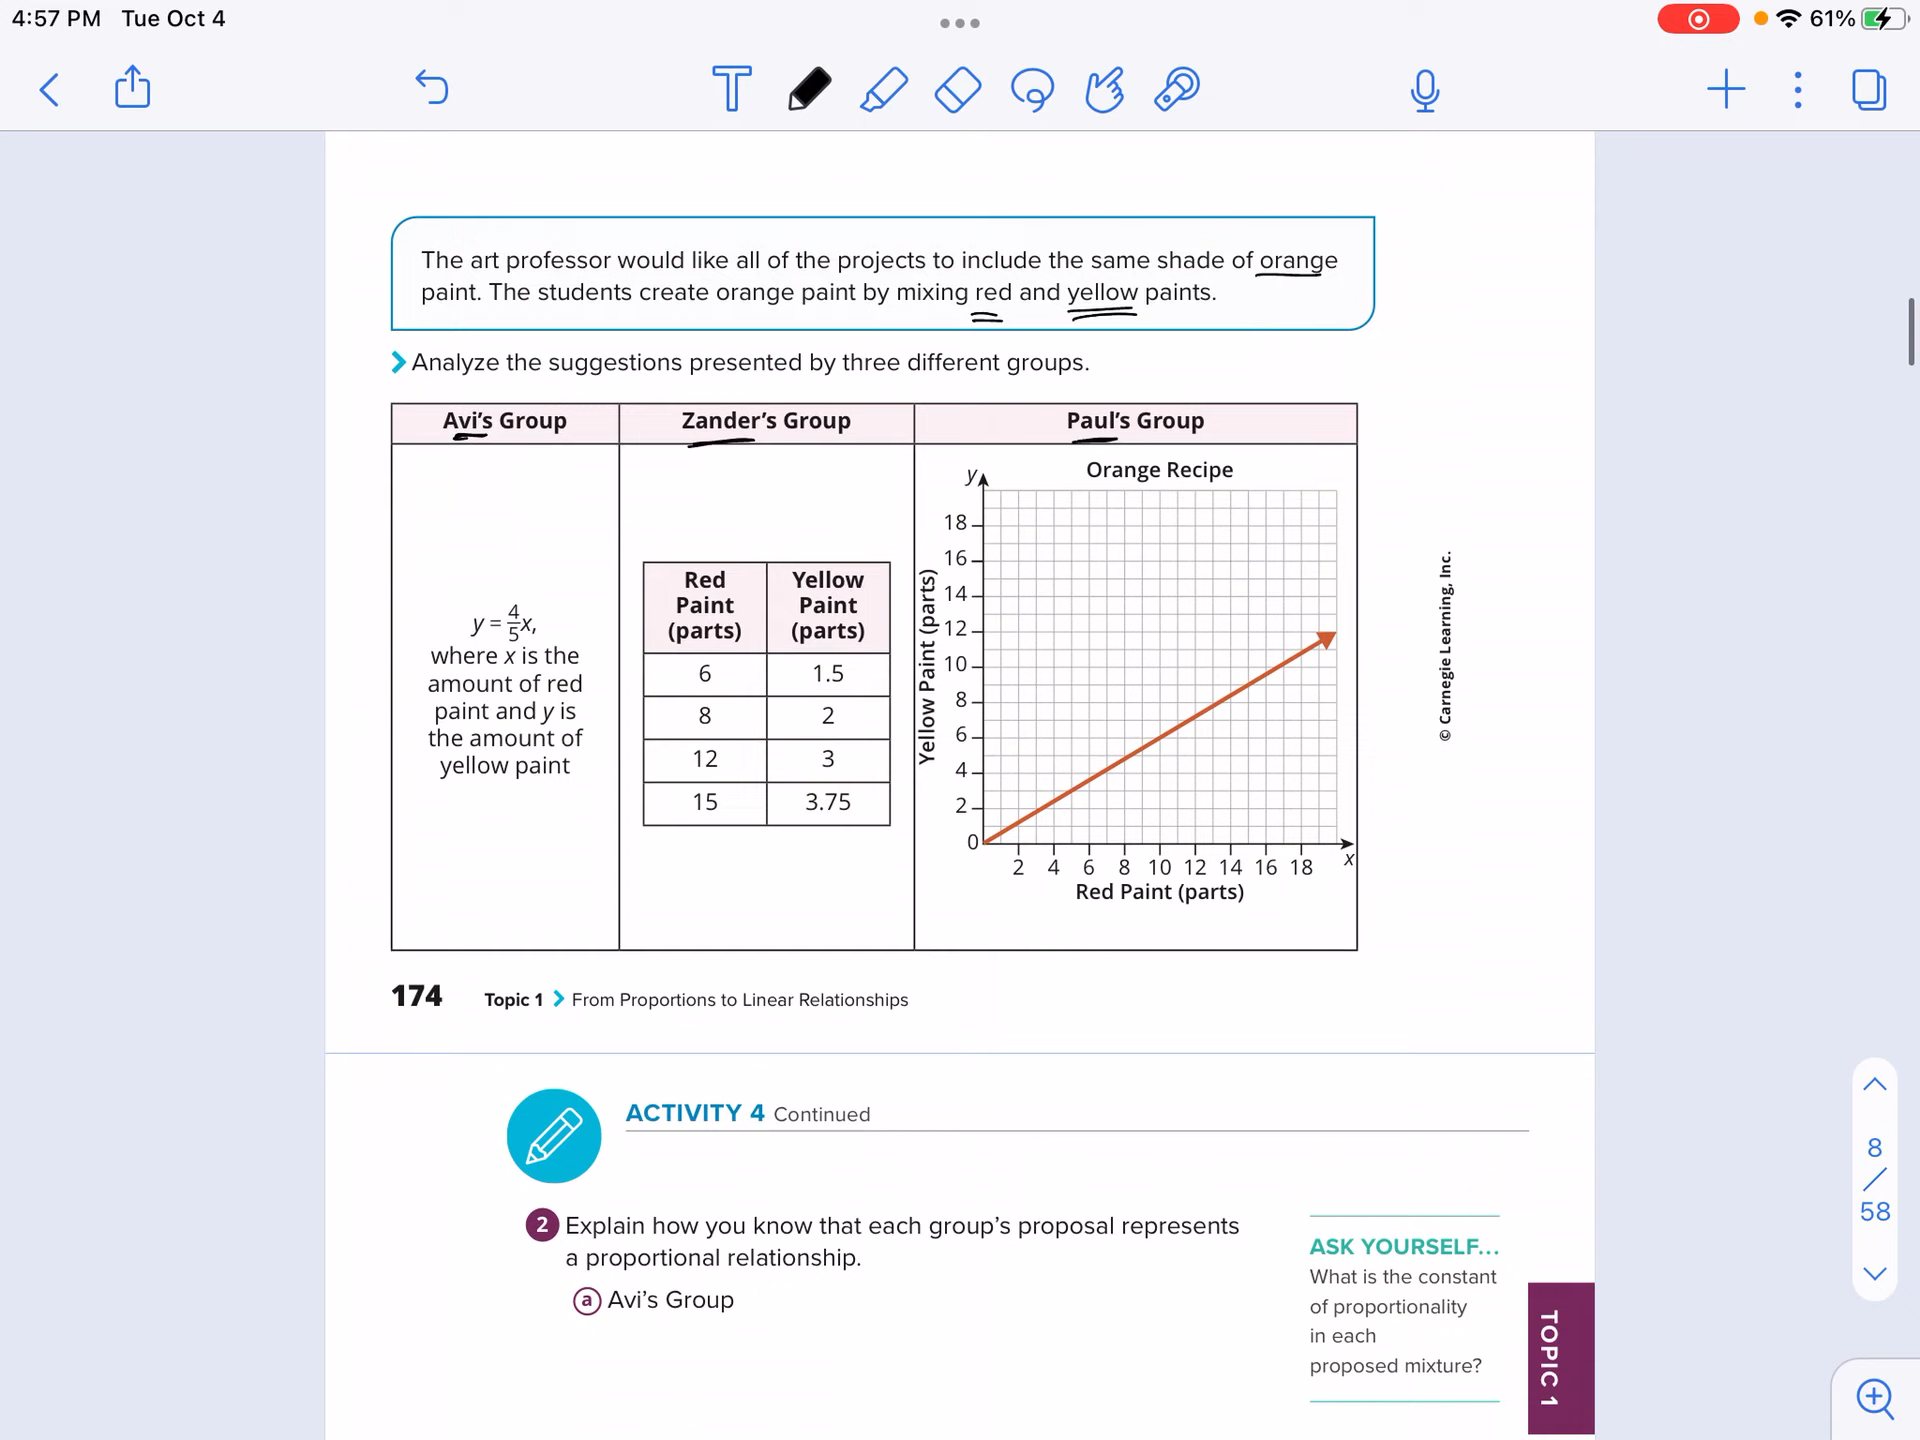 4:57 PM Tue Oct 4
61%
The art professor would like all of the projects to include the same shade of orange
paint. The students create orange paint by mixing red and yellow paints.
Analyze the suggestions presented by three different groups.
Avi's Group
Zander's Group
Paul's Group
y = 4/5 x,
where x is the
amount of red
paint and y is
the amount of
yellow paint
Red Paint (parts) Yellow Paint (parts)
6 1.5
8 2
12 3
15 3.75
Orange Recipe
y
Yellow Paint (parts)
18
16
14
12
10
8
6
4
2
0
2 4 6 8 10 12 14 16 18
x
Red Paint (parts)
© Carnegie Learning, Inc.
174 Topic 1 From Proportions to Linear Relationships
ACTIVITY 4 Continued
2 Explain how you know that each group's proposal represents
a proportional relationship.
a Avi's Group
ASK YOURSELF...
What is the constant
of proportionality
in each
proposed mixture?
TOPIC 1
8
/
58